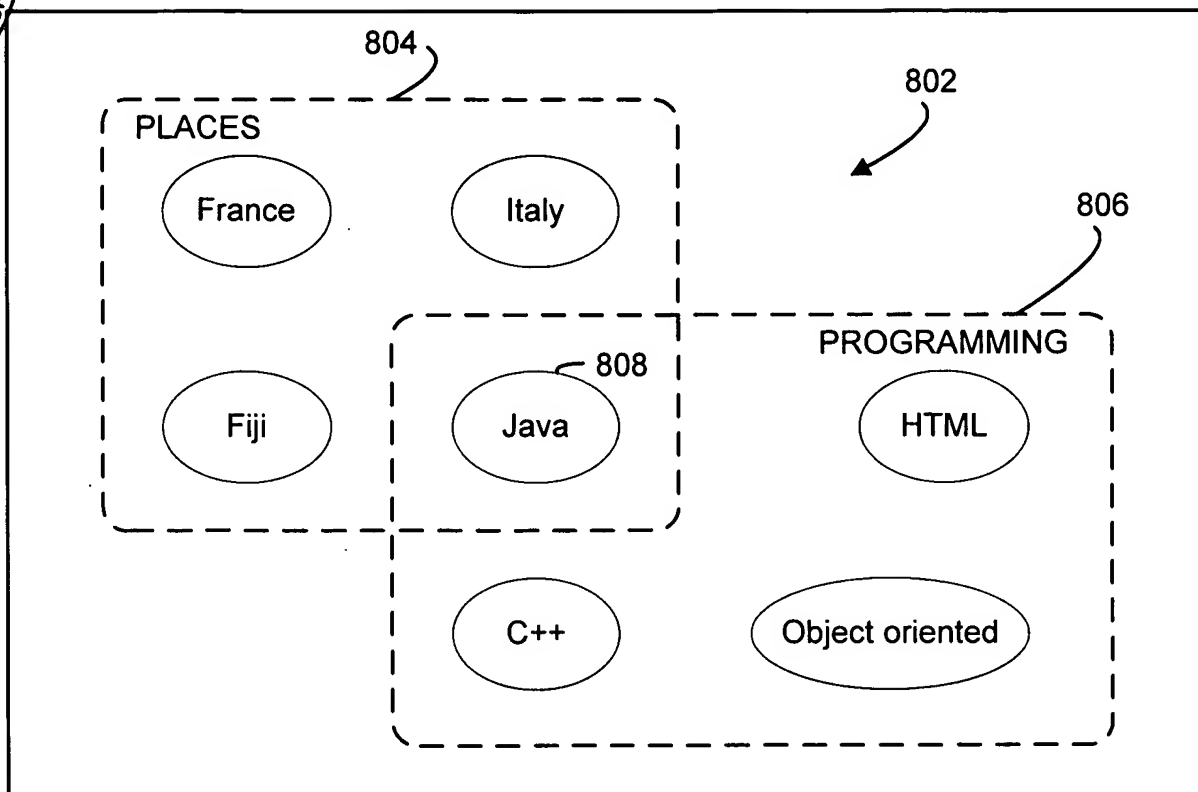 804
802
PLACES
France
Italy
806
PROGRAMMING
808
Fiji
Java
HTML
C++
Object oriented